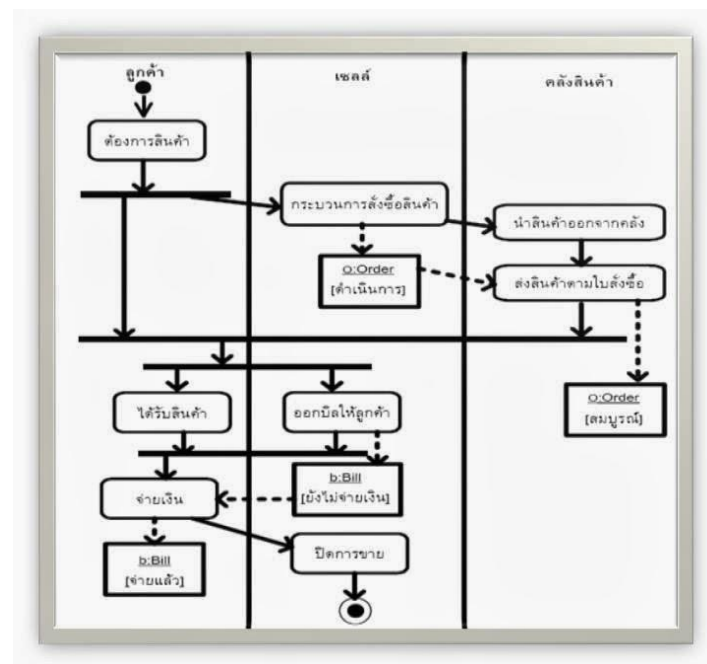 ลูกค้า
เซลล์
คลังสินค้า
ต้องการสินค้า
กระบวนการสั่งซื้อสินค้า
นำสินค้าออกจากคลัง
O:Order
[ดำเนินการ]
ส่งสินค้าตามใบสั่งซื้อ
ได้รับสินค้า
ออกบิลให้ลูกค้า
O:Order
[สมบูรณ์]
จ่ายเงิน
b:Bill
[ยังไม่จ่ายเงิน]
b:Bill
[จ่ายแล้ว]
ปิดการขาย